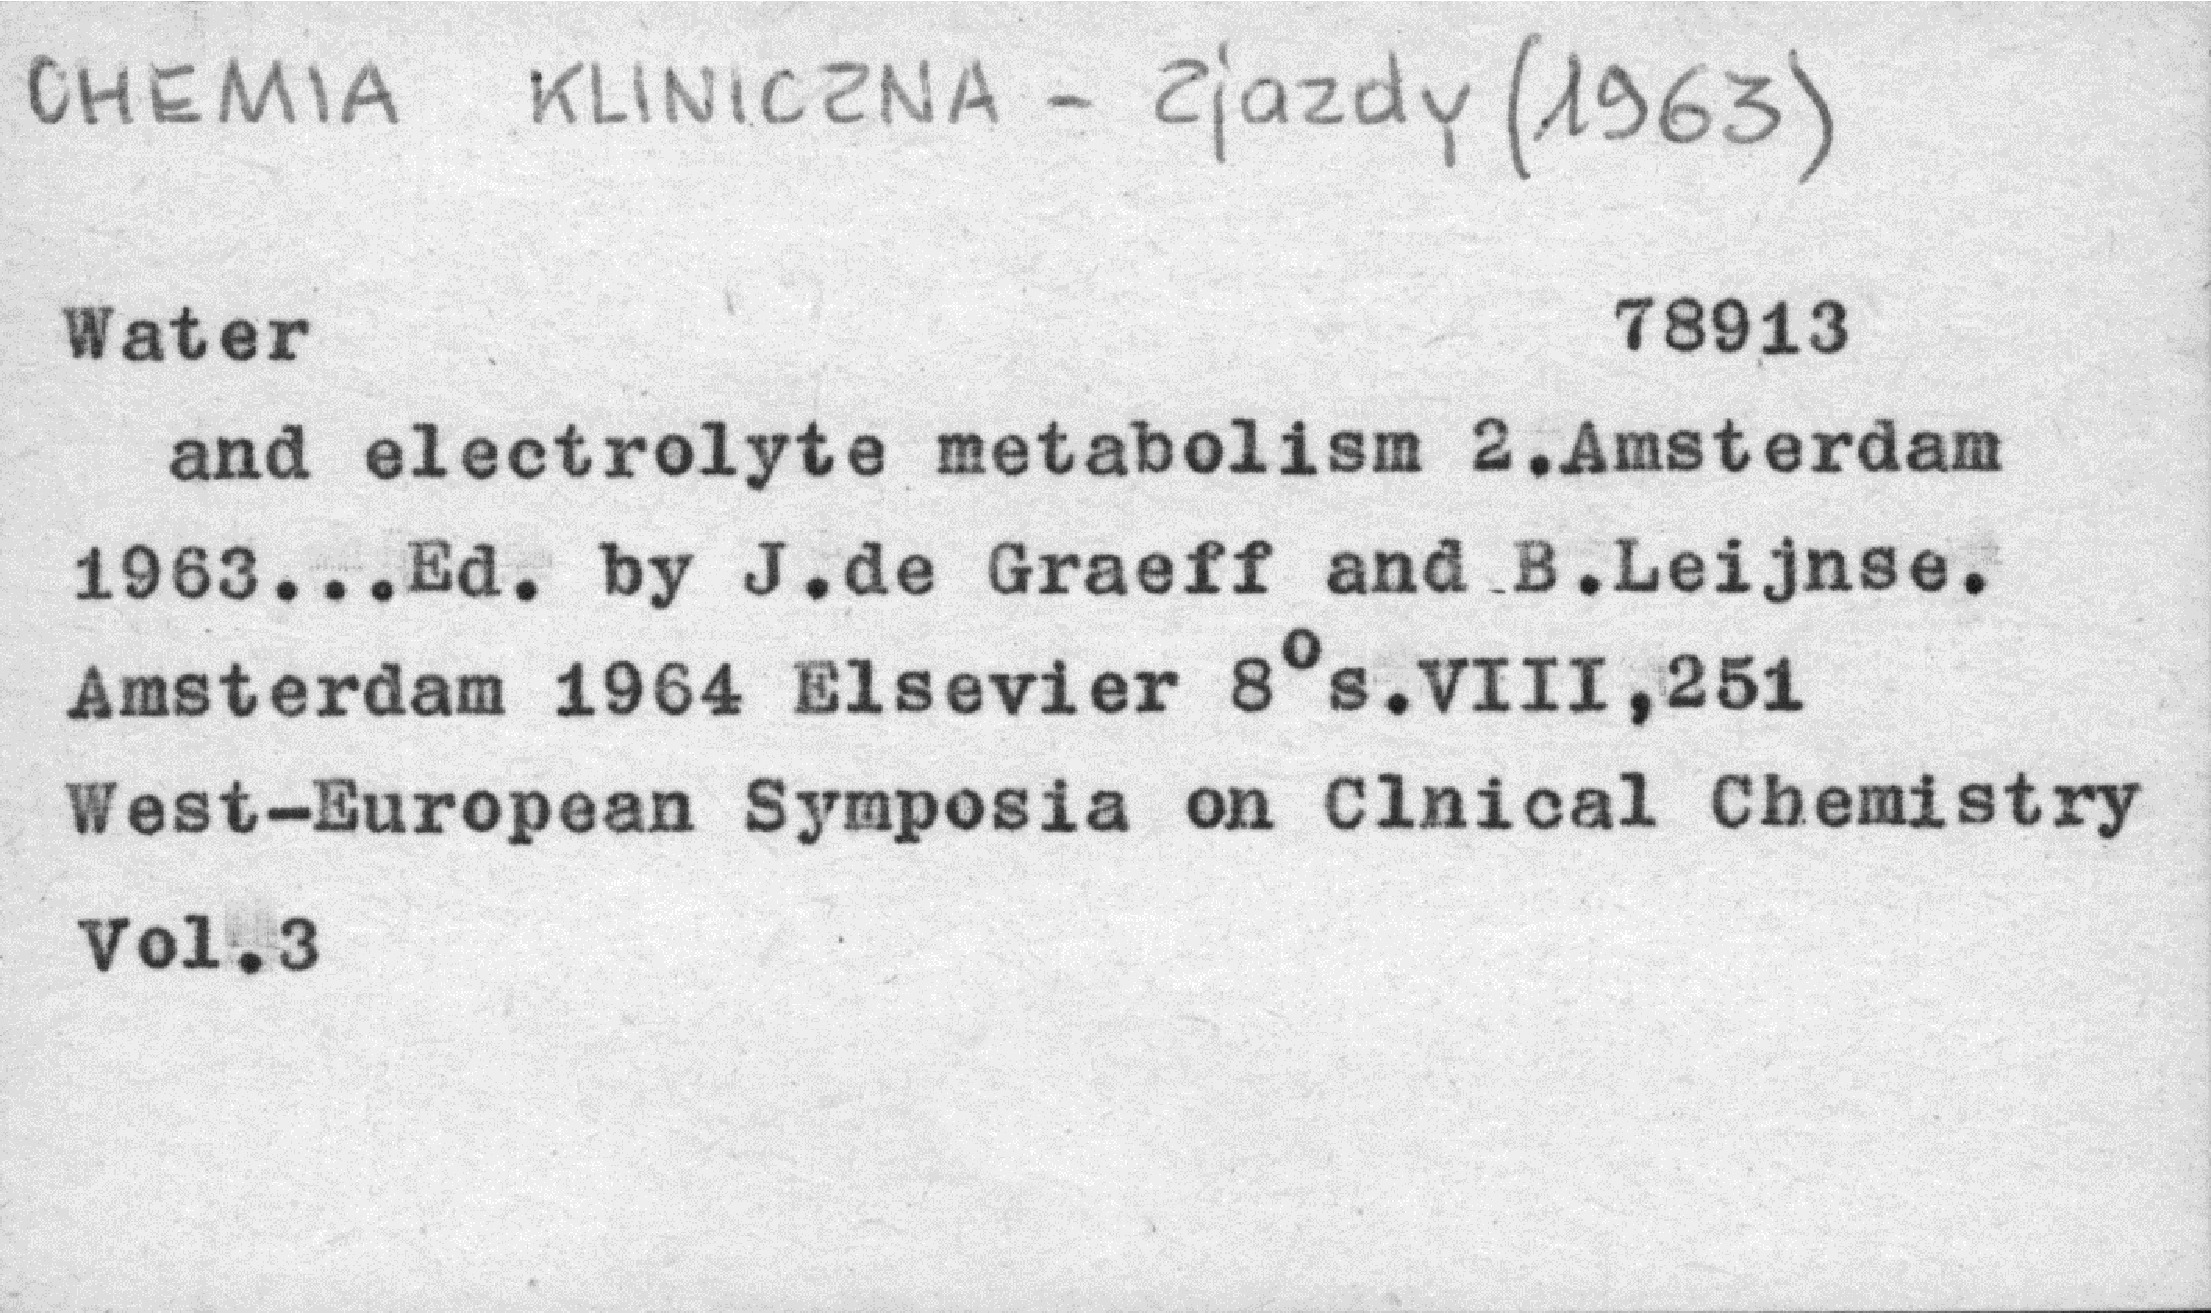 CHEMIA KLINICZNA - Zjazdy (1963)
Water 78913
and electrolyte metabolism 2.Amsterdam
1963...Ed. by J.de Graeff and B.Leijnse.
Amsterdam 1964 Elsevier 8°s.VIII,251
West-European Symposia on Clnical Chemistry
Vol.3